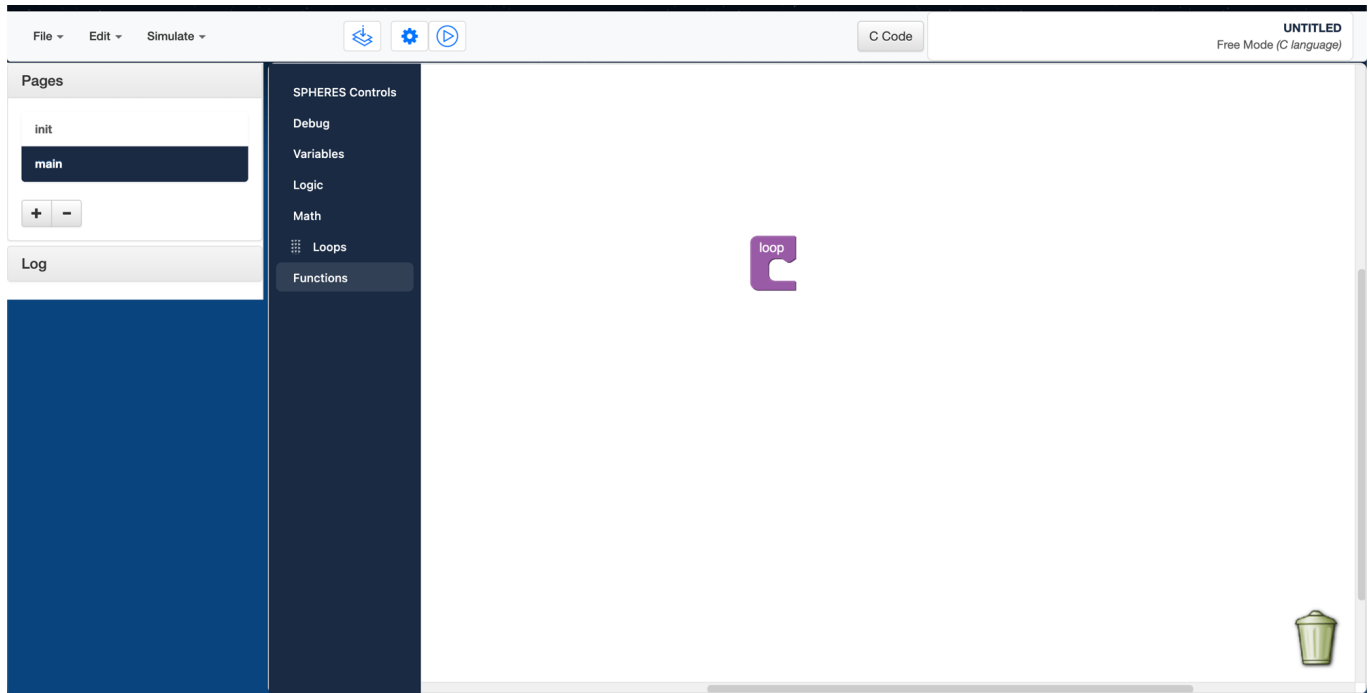 File Edit Simulate
C Code
UNTITLED
Free Mode (C language)
Pages
init
main
+ -
Log
SPHERES Controls
Debug
Variables
Logic
Math
Loops
Functions
loop